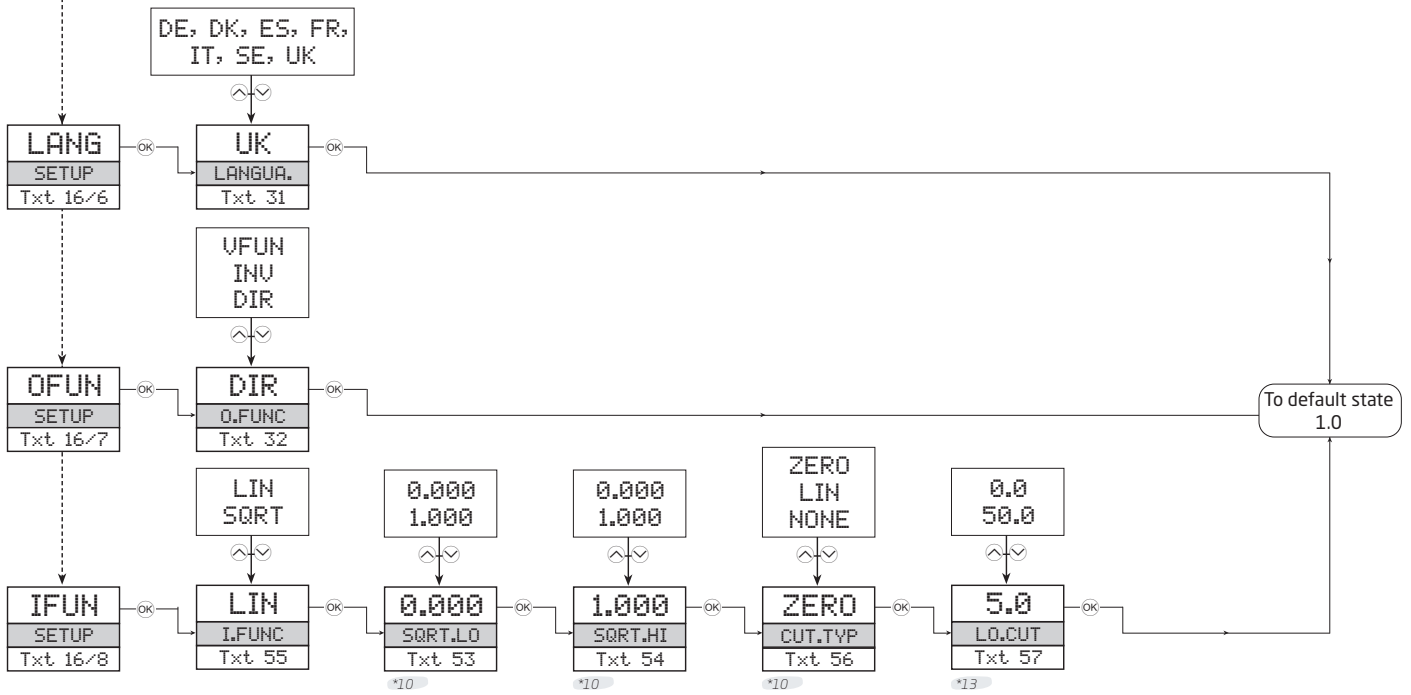 DE, DK, ES, FR,
IT, SE, UK
LANG
SETUP
Txt 16/6
OK
UK
LANGUA.
Txt 31
OK
VFUN
INV
DIR
OFUN
SETUP
Txt 16/7
OK
DIR
O.FUNC
Txt 32
OK
To default state
1.0
LIN
SQRT
0.000
1.000
0.000
1.000
ZERO
LIN
NONE
0.0
50.0
IFUN
SETUP
Txt 16/8
OK
LIN
I.FUNC
Txt 55
OK
0.000
SQRT.LO
Txt 53
*10
OK
1.000
SQRT.HI
Txt 54
*10
OK
ZERO
CUT.TYP
Txt 56
*10
OK
5.0
LO.CUT
Txt 57
*13
OK